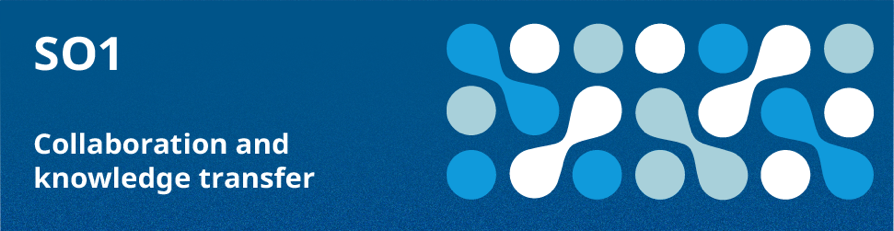 SO1
Collaboration and
knowledge transfer